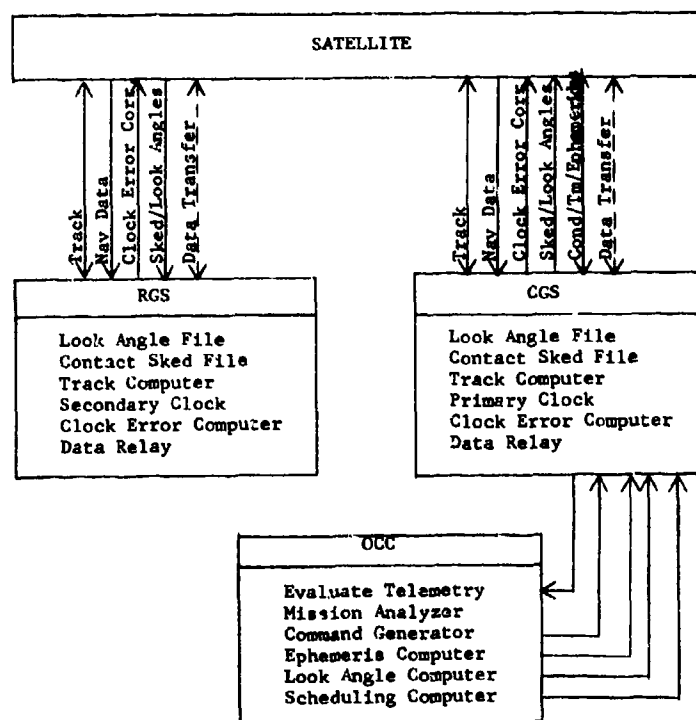 SATELLITE
Track
Nav Data
Clock Error Corr
Sked/Look Angles
Data Transfer
Track
Nav Data
Clock Error Corr
Sked/Look Angles
Cond/Tm/Ephemerides
Data Transfer
RGS
Look Angle File
Contact Sked File
Track Computer
Secondary Clock
Clock Error Computer
Data Relay
CGS
Look Angle File
Contact Sked File
Track Computer
Primary Clock
Clock Error Computer
Data Relay
OCC
Evaluate Telemetry
Mission Analyzer
Command Generator
Ephemeris Computer
Look Angle Computer
Scheduling Computer